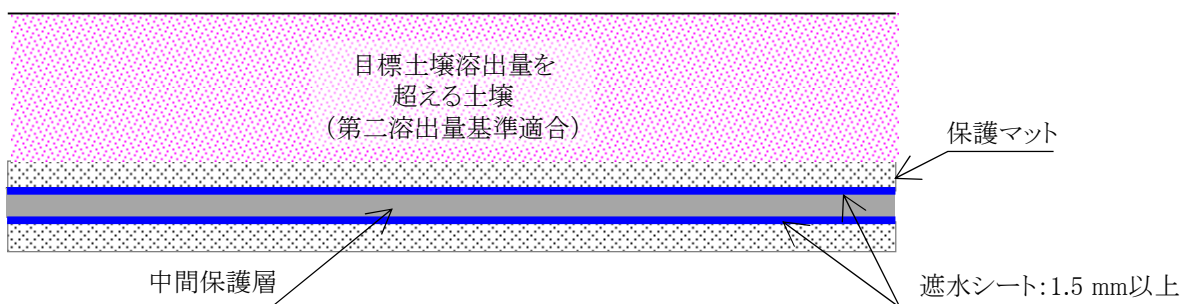 目標土壌溶出量を
超える土壌
（第二溶出量基準適合）
保護マット
中間保護層
遮水シート：1.5 mm以上